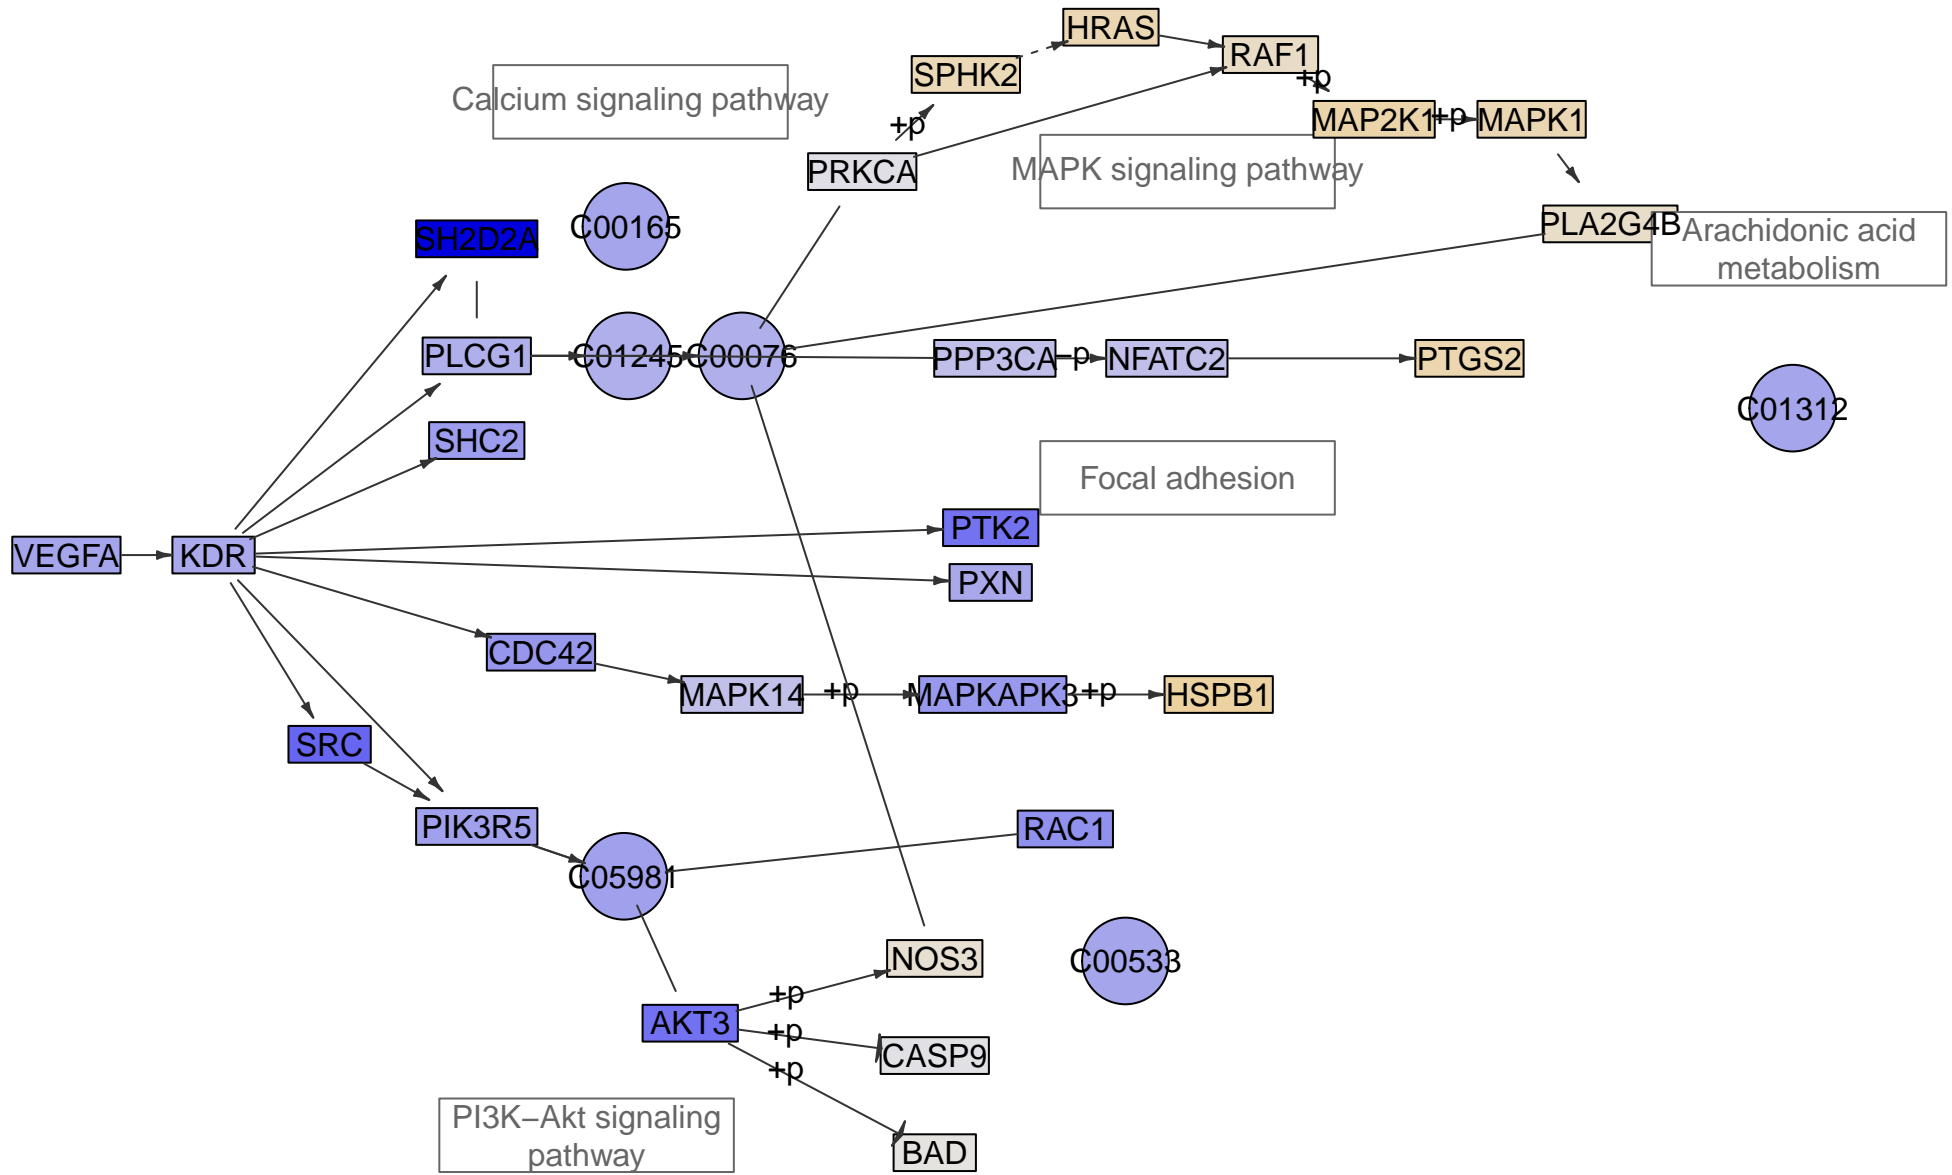 HRAS
RAF1
SPHK2
+p
Calcium signaling pathway
MAP2K1
+p
MAPK1
+p
PRKCA
MAPK signaling pathway
C00165
SH2D2A
PLA2G4B
Arachidonic acid
metabolism
PLCG1
C01245
C00076
PPP3CA
−p
NFATC2
PTGS2
C01312
SHC2
Focal adhesion
PTK2
VEGFA
KDR
PXN
CDC42
MAPK14
+p
MAPKAPK3
+p
HSPB1
SRC
PIK3R5
RAC1
C05981
NOS3
C00533
+p
AKT3
+p
CASP9
+p
PI3K−Akt signaling
pathway
BAD